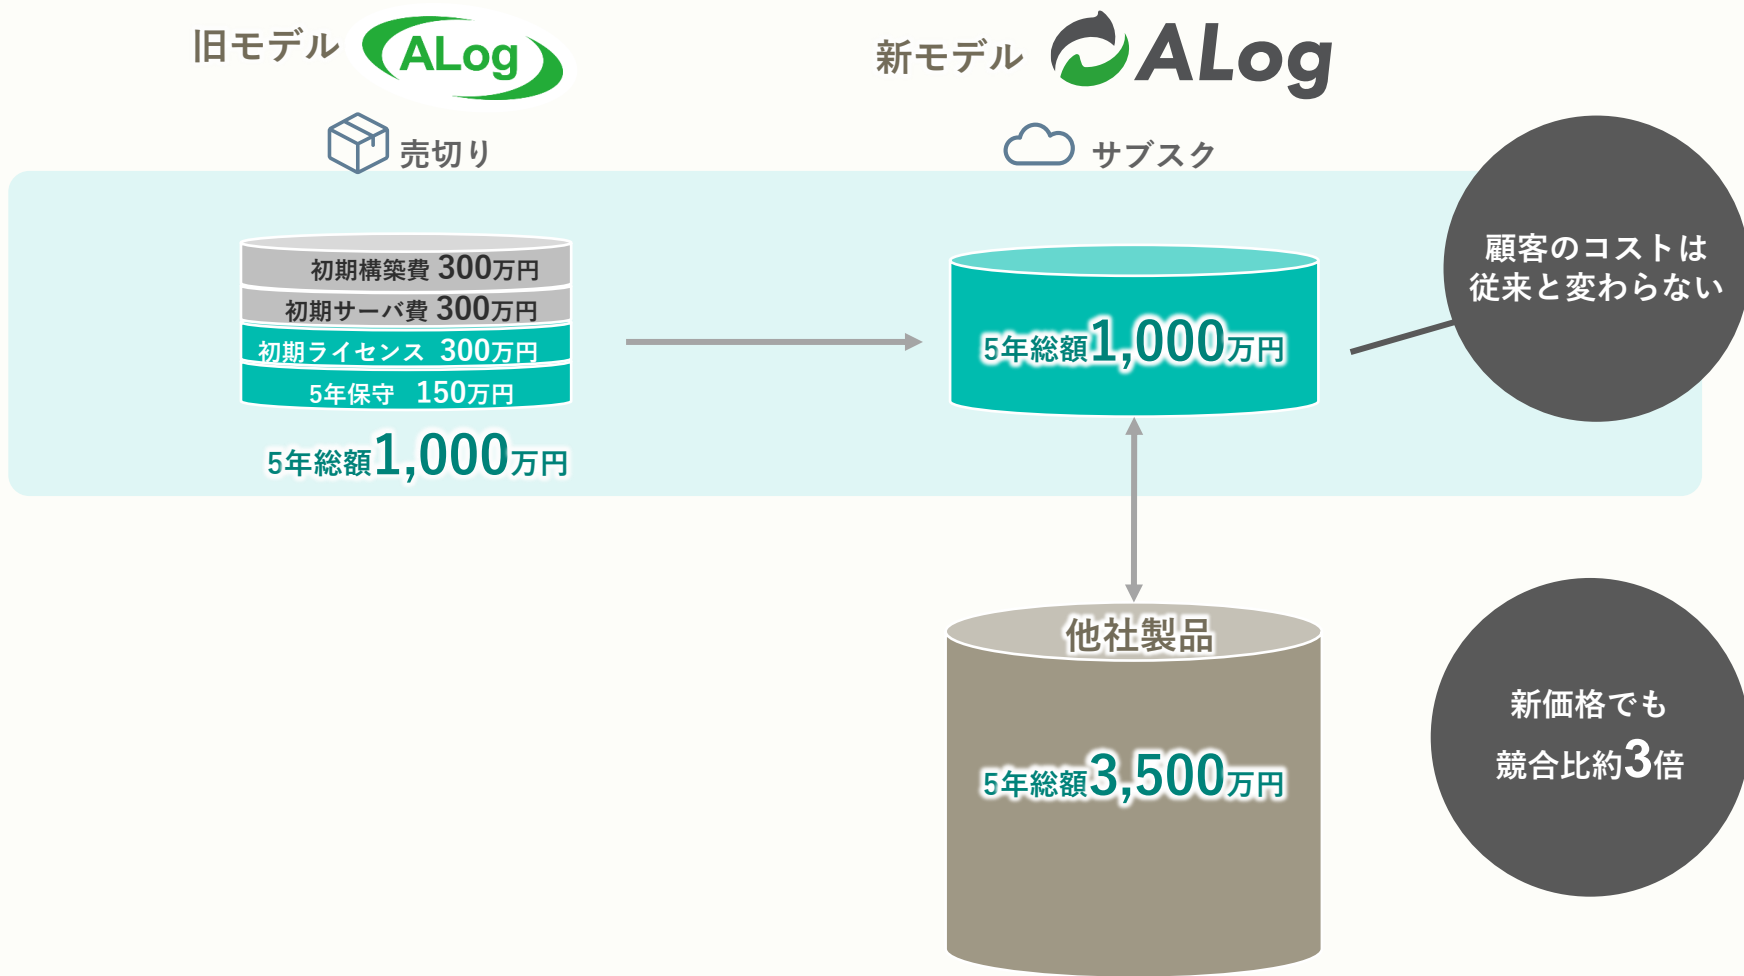 旧モデル ALog
新モデル ALog
売切り
サブスク
初期構築費 300万円
初期サーバ費 300万円
初期ライセンス 300万円
5年保守 150万円
5年総額1,000万円
5年総額1,000万円
顧客のコストは
従来と変わらない
他社製品
5年総額3,500万円
新価格でも
競合比約3倍